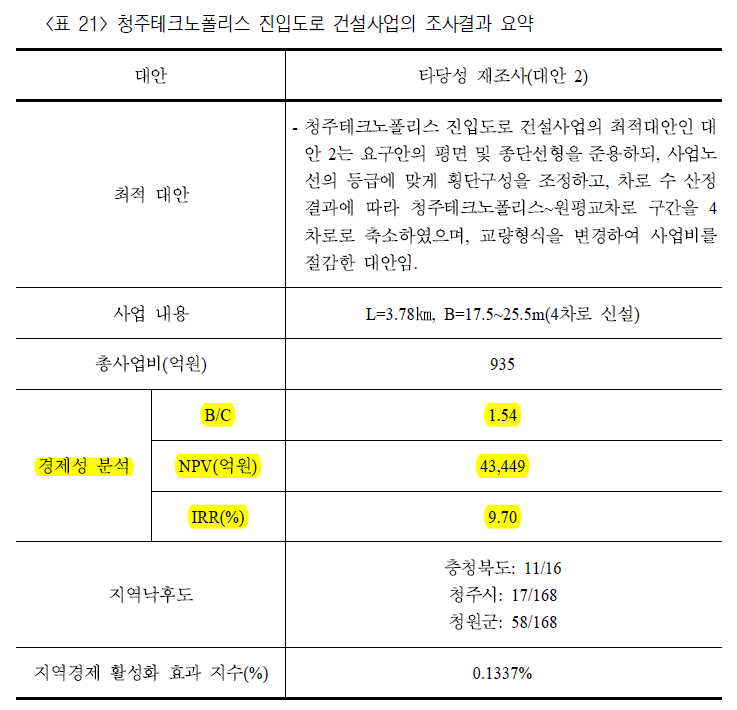 <표 21> 청주테크노폴리스 진입도로 건설사업의 조사결과 요약
대안
타당성 재조사(대안 2)
최적 대안
- 청주테크노폴리스 진입도로 건설사업의 최적대안인 대
안 2는 요구안의 평면 및 종단선형을 준용하되, 사업노
선의 등급에 맞게 횡단구성을 조정하고, 차로 수 산정
결과에 따라 청주테크노폴리스~원평교차로 구간을 4
차로로 축소하였으며, 교량형식을 변경하여 사업비를
절감한 대안임.
사업 내용
L=3.78㎞, B=17.5~25.5m(4차로 신설)
총사업비(억원)
935
경제성 분석
B/C
1.54
NPV(억원)
43,449
IRR(%)
9.70
지역낙후도
충청북도: 11/16
청주시: 17/168
청원군: 58/168
지역경제 활성화 효과 지수(%)
0.1337%